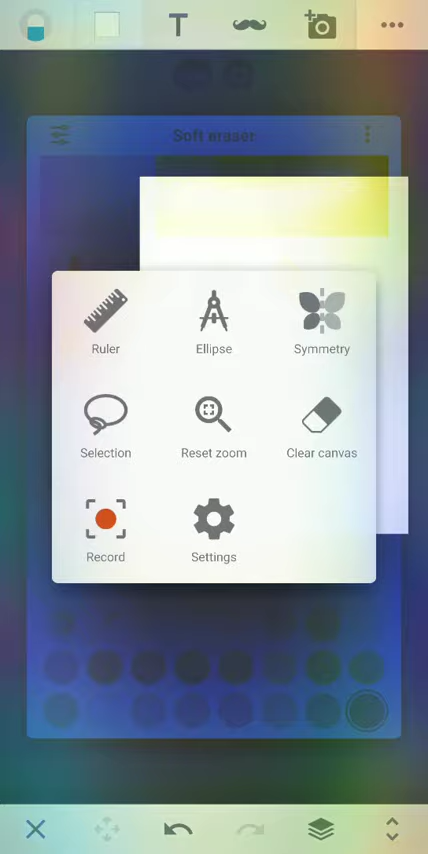 T
Soft eraser
Ruler
Ellipse
Symmetry
Selection
Reset zoom
Clear canvas
Record
Settings